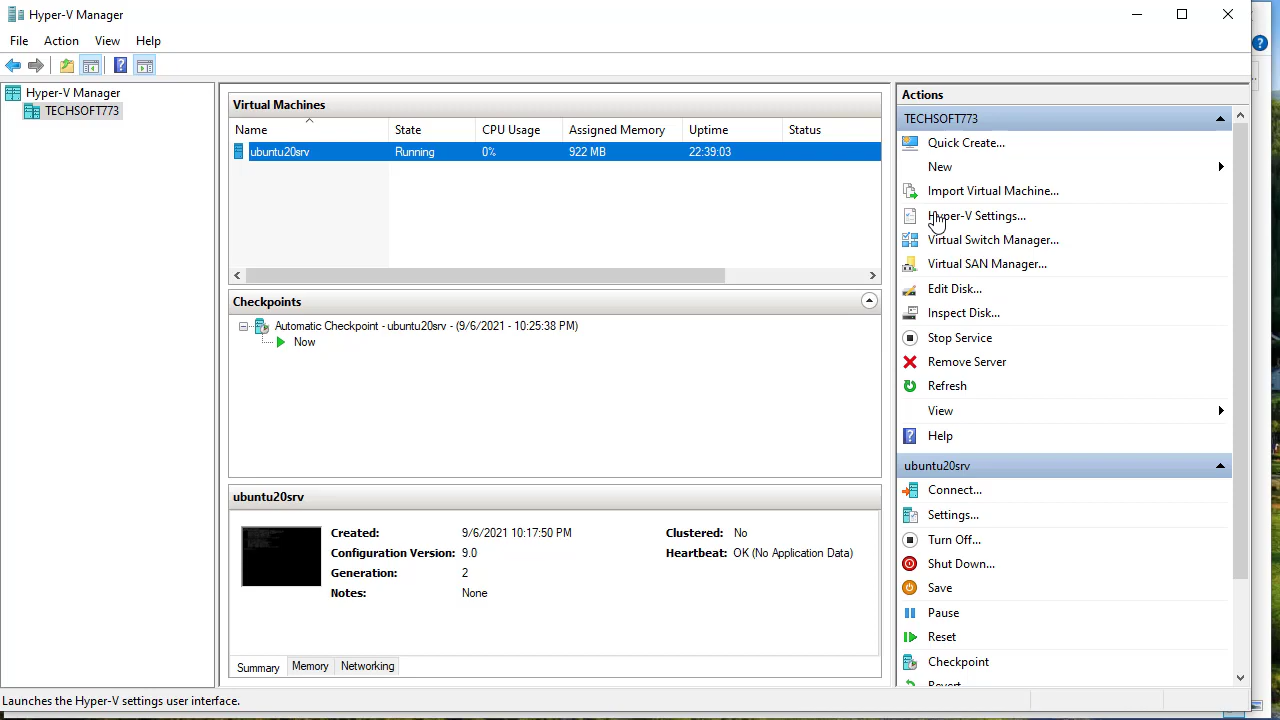 Hyper-V Manager
File Action View Help
Hyper-V Manager
TECHSOFT773
Virtual Machines
Name State CPU Usage Assigned Memory Uptime Status
ubuntu20srv Running 0% 922 MB 22:39:03
Checkpoints
Automatic Checkpoint - ubuntu20srv - (9/6/2021 - 10:25:38 PM)
Now
ubuntu20srv
Created: 9/6/2021 10:17:50 PM Clustered: No
Configuration Version: 9.0 Heartbeat: OK (No Application Data)
Generation: 2
Notes: None
Summary Memory Networking
Actions
TECHSOFT773
Quick Create...
New
Import Virtual Machine...
Hyper-V Settings...
Virtual Switch Manager...
Virtual SAN Manager...
Edit Disk...
Inspect Disk...
Stop Service
Remove Server
Refresh
View
Help
ubuntu20srv
Connect...
Settings...
Turn Off...
Shut Down...
Save
Pause
Reset
Checkpoint
Revert...
Launches the Hyper-V settings user interface.